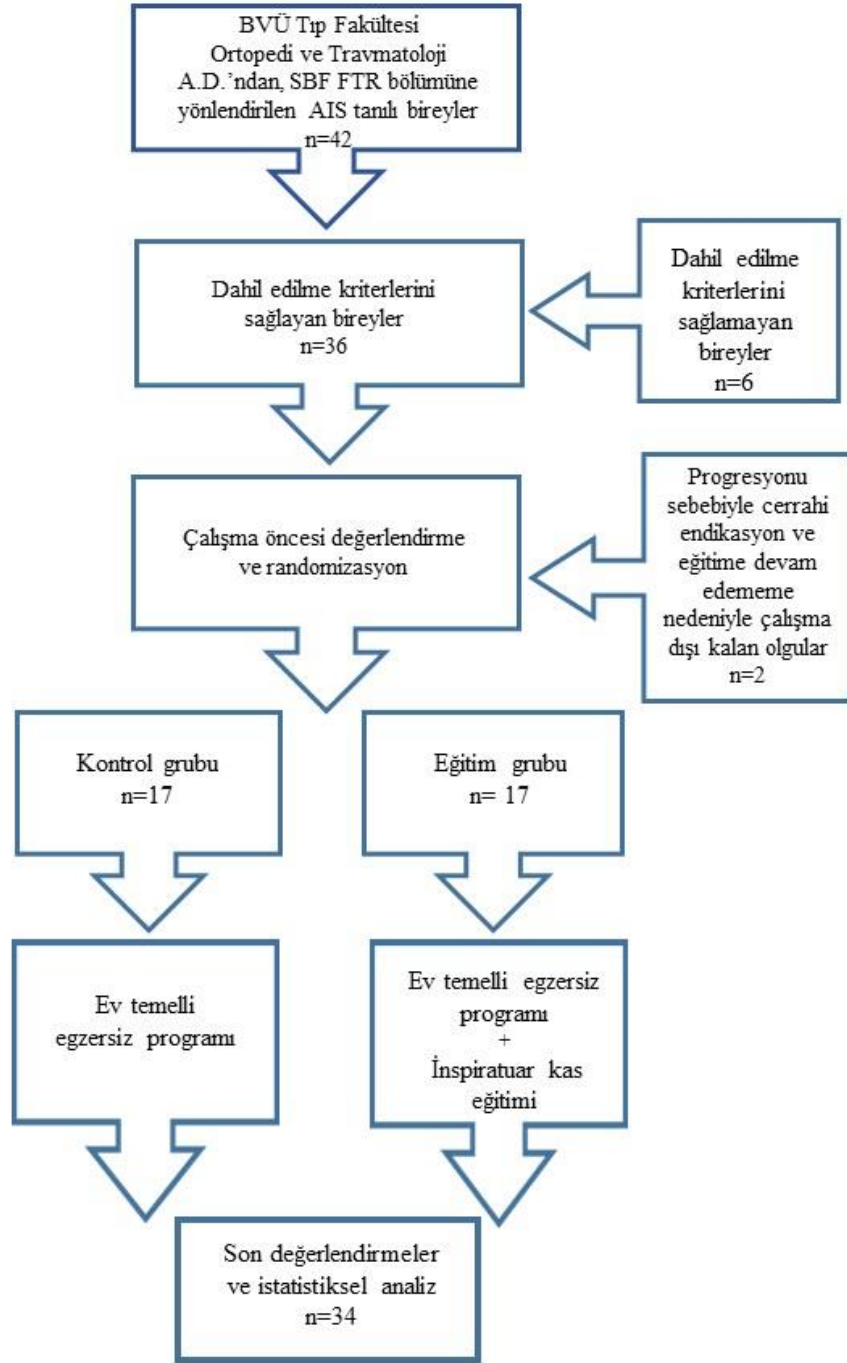 BVÜ Tıp Fakültesi
Ortopedi ve Travmatoloji
A.D.’ndan, SBF FTR bölümüne
yönlendirilen AIS tanılı bireyler
n=42
Dahil edilme kriterlerini
sağlayan bireyler
n=36
Dahil edilme
kriterlerini
sağlamayan
bireyler
n=6
Çalışma öncesi değerlendirme
ve randomizasyon
Progresyonu
sebebiyle cerrahi
endikasyon ve
eğitime devam
edememe
nedeniyle çalışma
dışı kalan olgular
n=2
Kontrol grubu
n=17
Eğitim grubu
n= 17
Ev temelli
egzersiz programı
Ev temelli egzersiz
programı
+
İnspiratuar kas
eğitimi
Son değerlendirmeler
ve istatistiksel analiz
n=34